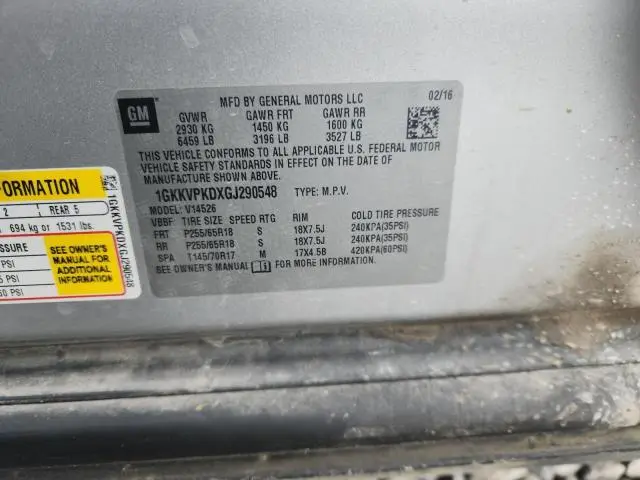 GM
MFD BY GENERAL MOTORS LLC 02/16
GVWR GAWR FRT GAWR RR
2930 KG 1450 KG 1600 KG
6459 LB 3196 LB 3527 LB
THIS VEHICLE CONFORMS TO ALL APPLICABLE U.S. FEDERAL MOTOR
VEHICLE SAFETY STANDARDS IN EFFECT ON THE DATE OF
MANUFACTURE SHOWN ABOVE.
1GKKVPKDXGJ290548 TYPE: M.P.V.
MODEL: V14526
VBBF TIRE SIZE SPEED RTG RIM COLD TIRE PRESSURE
FRT P255/65R18 S 18X7.5J 240KPA(35PSI)
RR P255/65R18 S 18X7.5J 240KPA(35PSI)
SPA T145/70R17 M 17X4.5B 420KPA(60PSI)
SEE OWNER'S MANUAL FOR MORE INFORMATION.
FORMATION
2 REAR 5
694 kg or 1531 lbs.
SSURE
PSI
PSI
0 PSI
SEE OWNER'S
MANUAL FOR
ADDITIONAL
INFORMATION
1GKKVPKDXGJ290548